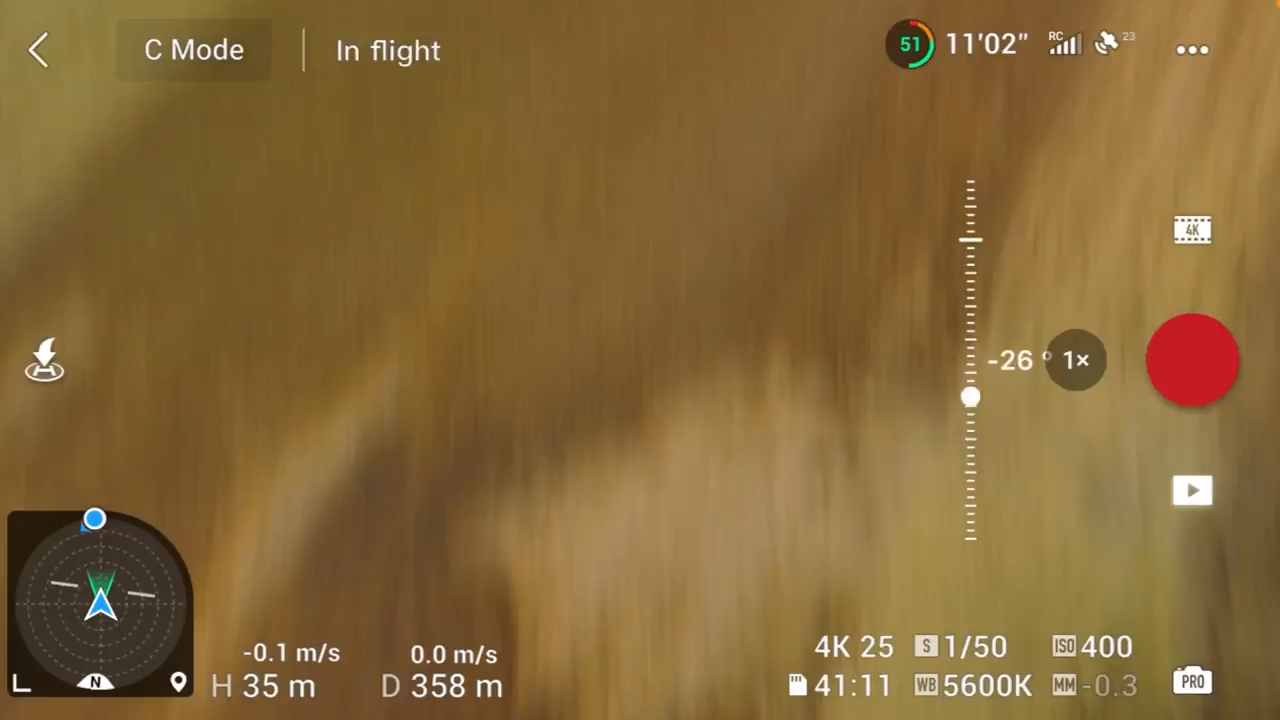 C Mode
In flight
51
11'02"
RC
23
4K
-26°
1×
-0.1 m/s
0.0 m/s
H 35 m
D 358 m
N
L
4K 25
S 1/50
ISO 400
41:11
WB 5600K
MM -0.3
PRO